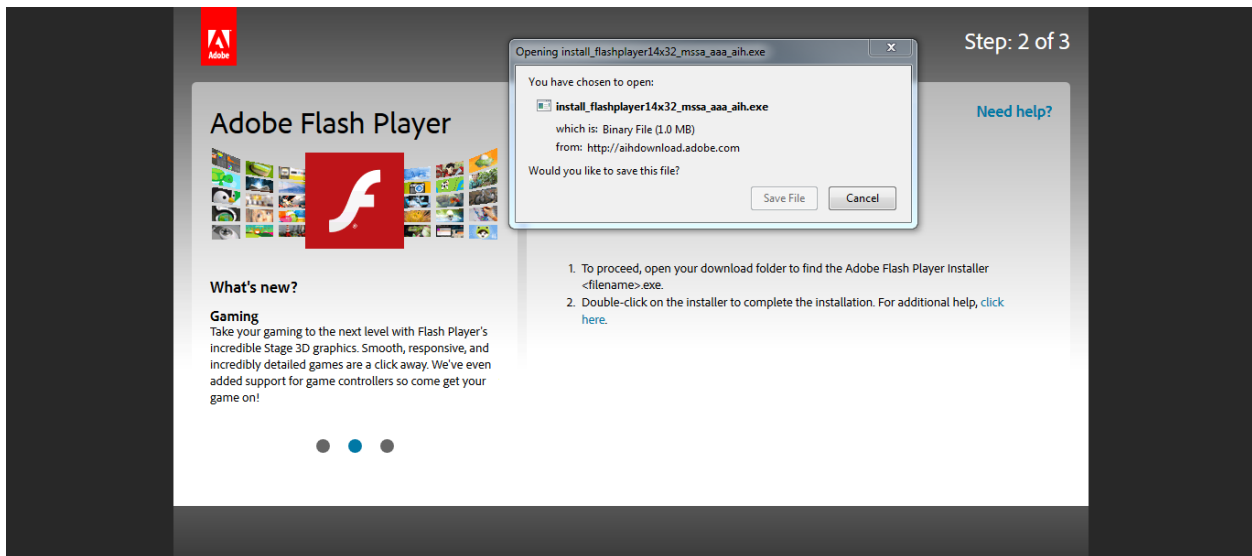 Adobe
Step: 2 of 3
Opening install_flashplayer14x32_mssa_aaa_aih.exe
x
You have chosen to open:
install_flashplayer14x32_mssa_aaa_aih.exe
which is: Binary File (1.0 MB)
from: http://aihdownload.adobe.com
Would you like to save this file?
Save File
Cancel
Need help?
Adobe Flash Player
What's new?
Gaming
Take your gaming to the next level with Flash Player's
incredible Stage 3D graphics. Smooth, responsive, and
incredibly detailed games are a click away. We've even
added support for game controllers so come get your
game on!
1. To proceed, open your download folder to find the Adobe Flash Player Installer
<filename>.exe.
2. Double-click on the installer to complete the installation. For additional help, click
here.